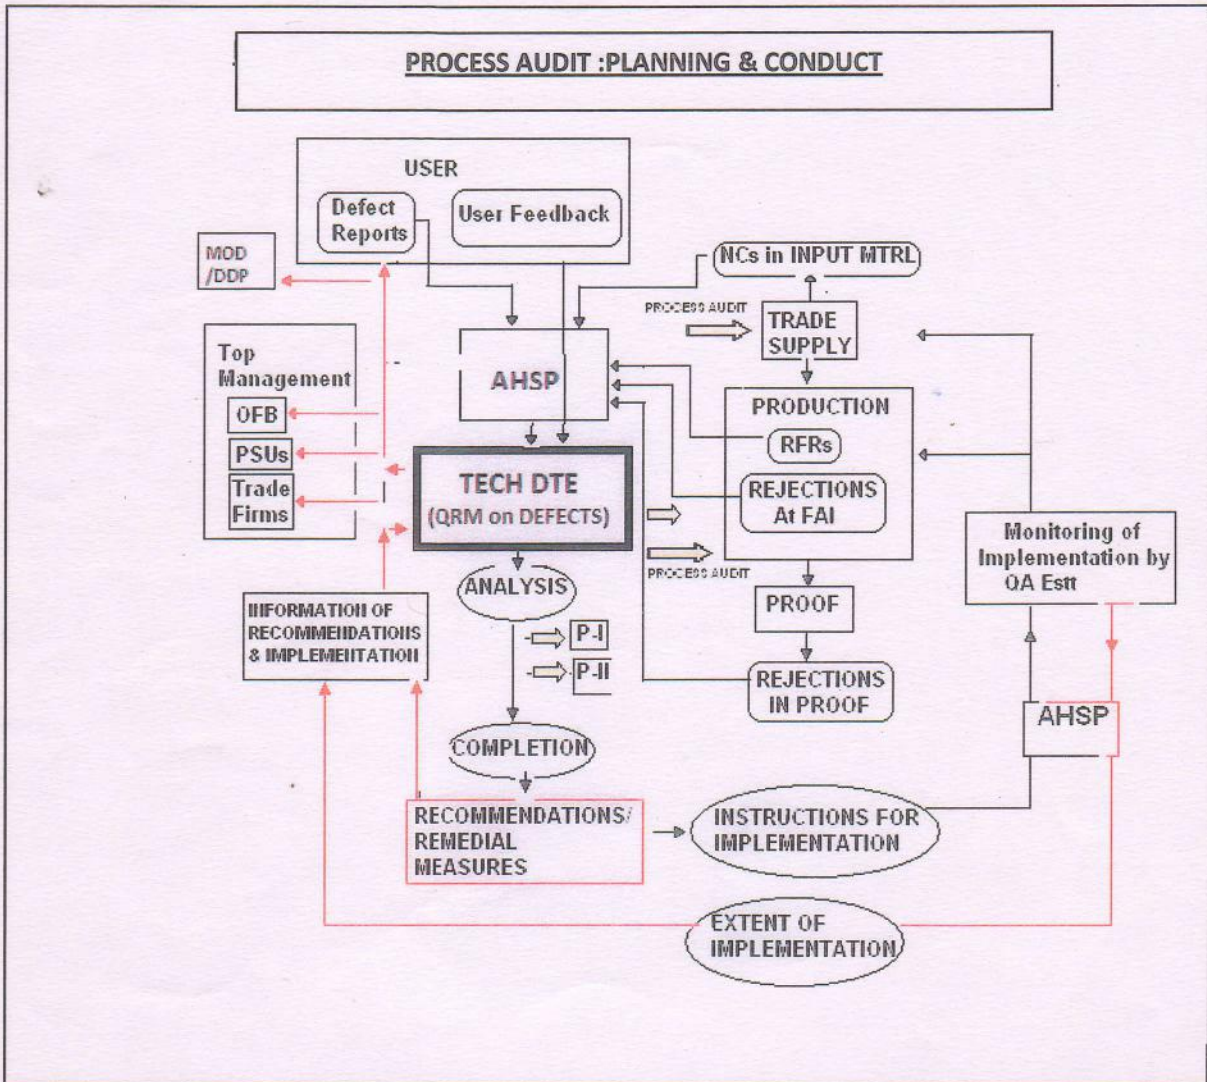 PROCESS AUDIT :PLANNING & CONDUCT
USER
Defect
Reports
User Feedback
MOD
/DDP
NCs in INPUT MTRL
PROCESS AUDIT
TRADE
SUPPLY
Top
Management
OFB
PSUs
Trade
Firms
AHSP
PRODUCTION
RFRs
REJECTIONS
At FAI
TECH DTE
(QRM on DEFECTS)
PROCESS AUDIT
Monitoring of
Implementation by
QA Estt
ANALYSIS
PROOF
INFORMATION OF
RECOMMENDATIONS
& IMPLEMENTATION
P-I
P-II
REJECTIONS
IN PROOF
AHSP
COMPLETION
RECOMMENDATIONS/
REMEDIAL
MEASURES
INSTRUCTIONS FOR
IMPLEMENTATION
EXTENT OF
IMPLEMENTATION